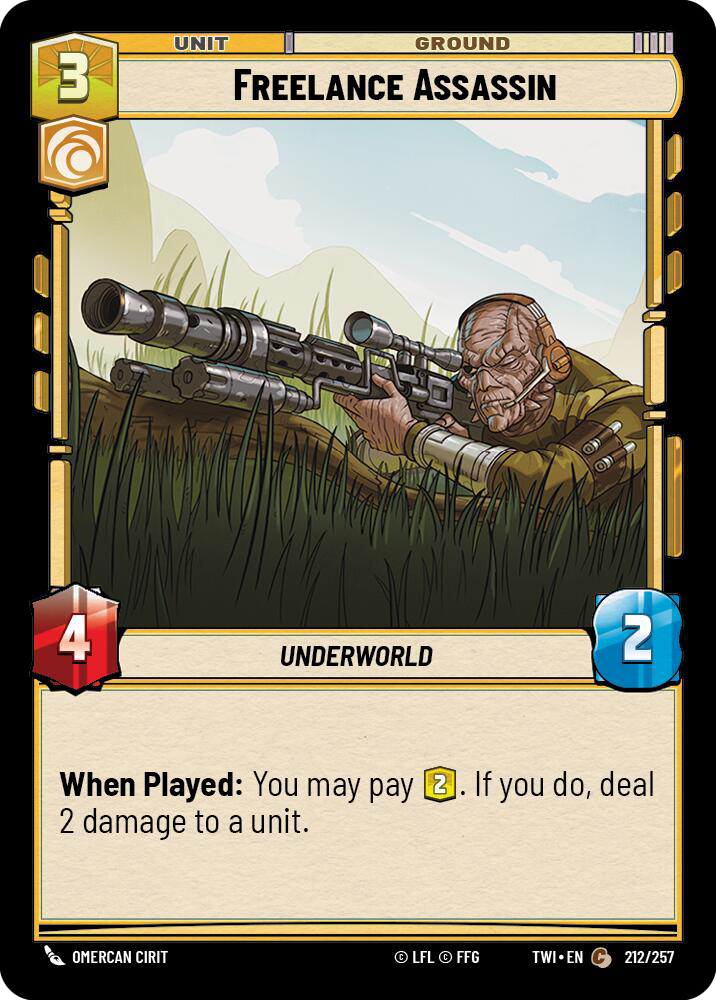 UNIT
GROUND
3
FREELANCE ASSASSIN
4
UNDERWORLD
2
When Played: You may pay 2. If you do, deal
2 damage to a unit.
OMERCAN CIRIT
© LFL © FFG
TWI•EN C 212/257